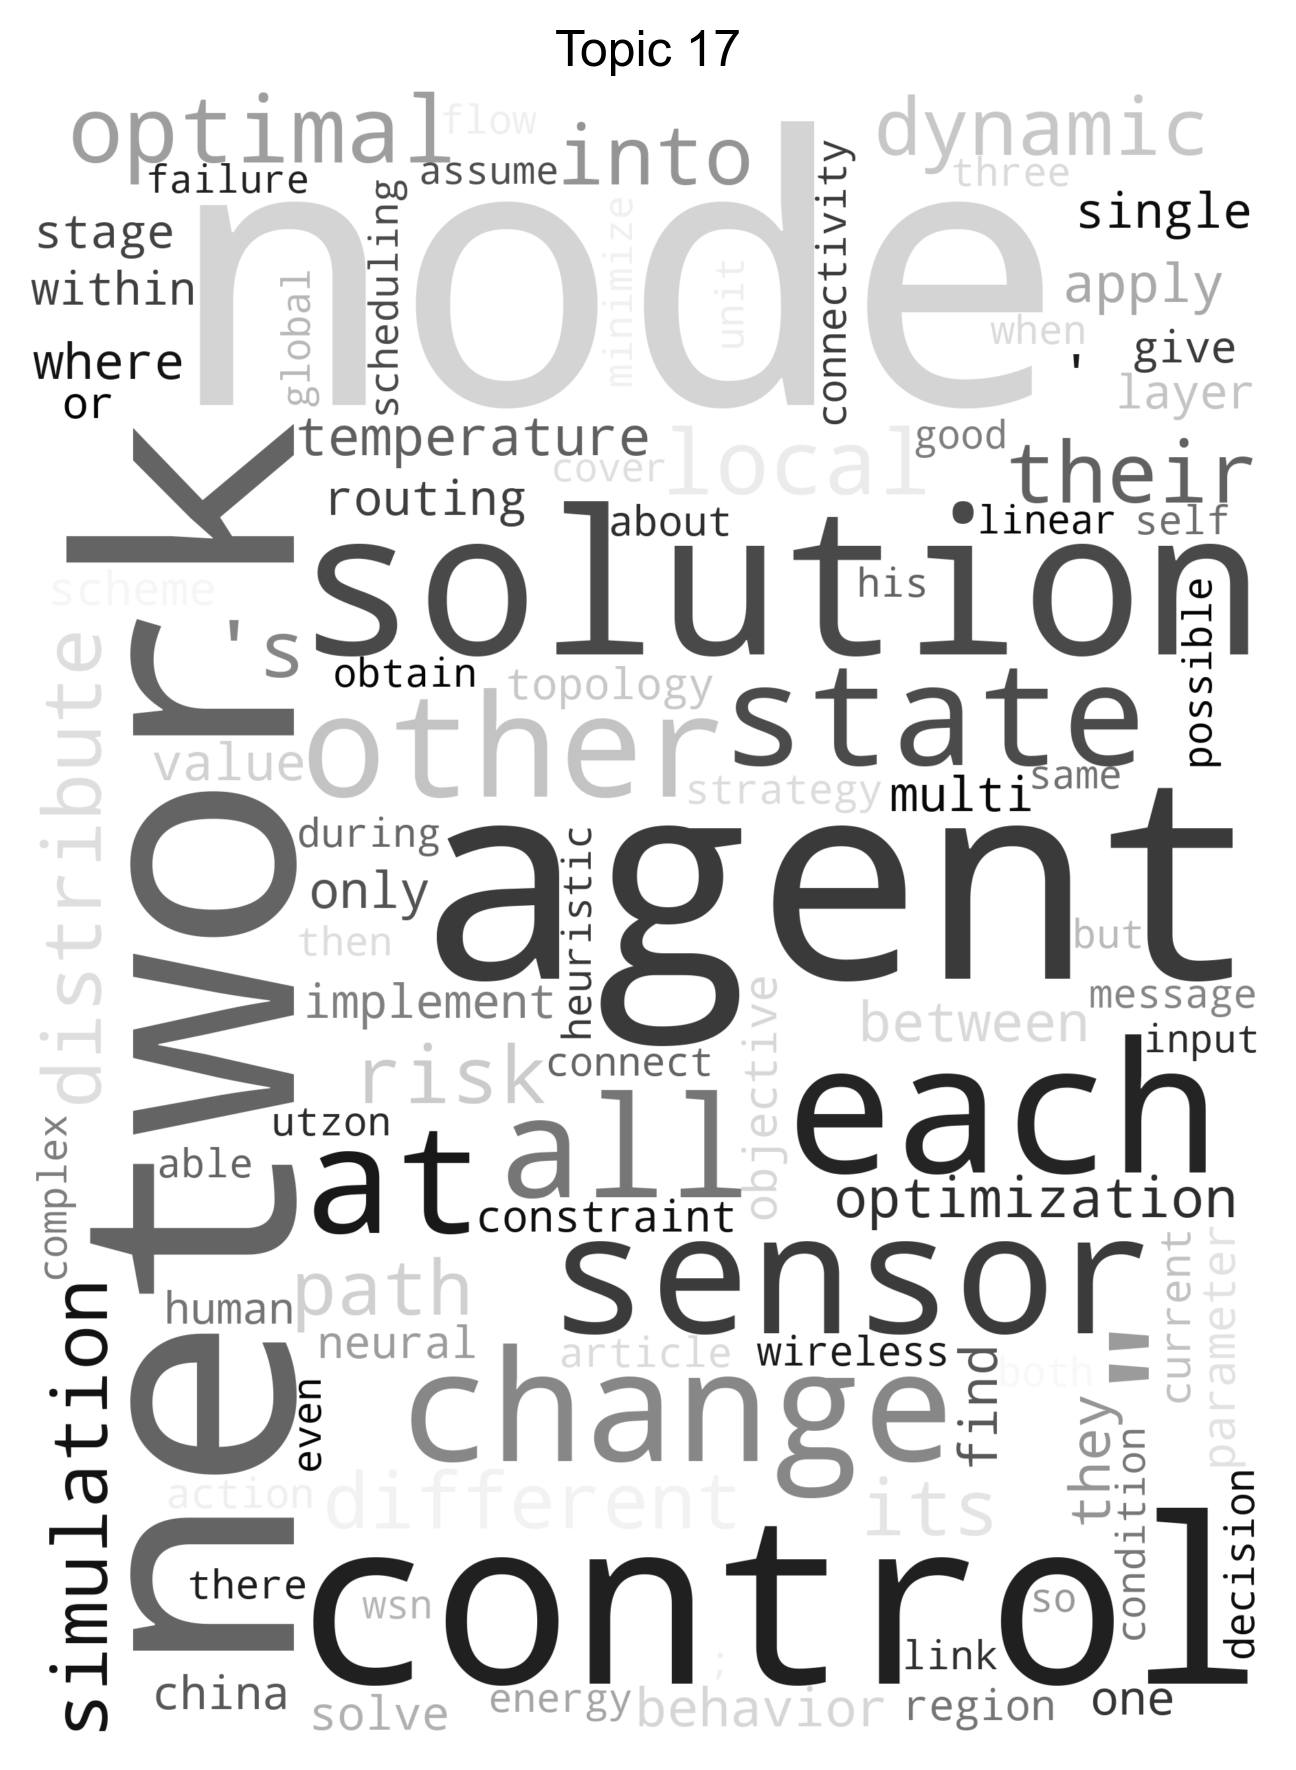 Topic 17
optimal
flow
into
dynamic
failure
assume
three
node
stage
scheduling
minimize
connectivity
single
within
global
unit
apply
where
when
'
give
or
layer
temperature
cover
local
good
their
network
routing
solution
about
linear
self
scheme
his
possible
distribute
's
obtain
topology
state
value
other
strategy
multi
same
during
agent
only
heuristic
then
but
implement
objective
between
message
risk
connect
input
each
complex
utzon
all
able
at
constraint
optimization
simulation
human
path
sensor
current
parameter
neural
article
wireless
"
even
change
find
both
they
condition
action
different
its
decision
there
control
wsn
so
link
;
china
solve
energy
behavior
region
one